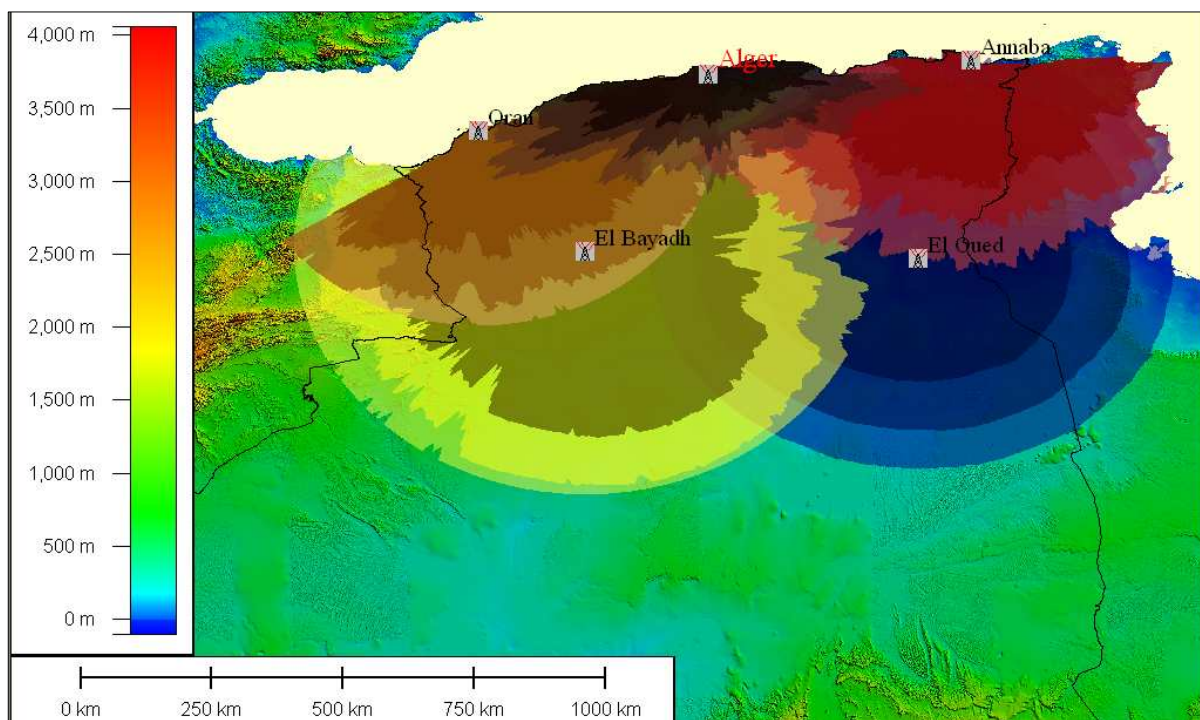 4,000 m
3,500 m
3,000 m
2,500 m
2,000 m
1,500 m
1,000 m
500 m
0 m
Alger
Annaba
Oran
El Bayadh
El Oued
0 km
250 km
500 km
750 km
1000 km